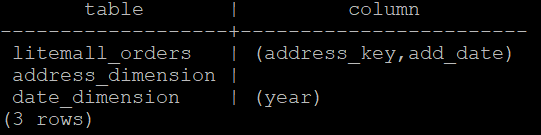 table | column
-------------------+-------------------------
litemall_orders | (address_key,add_date)
address_dimension |
date_dimension | (year)
(3 rows)